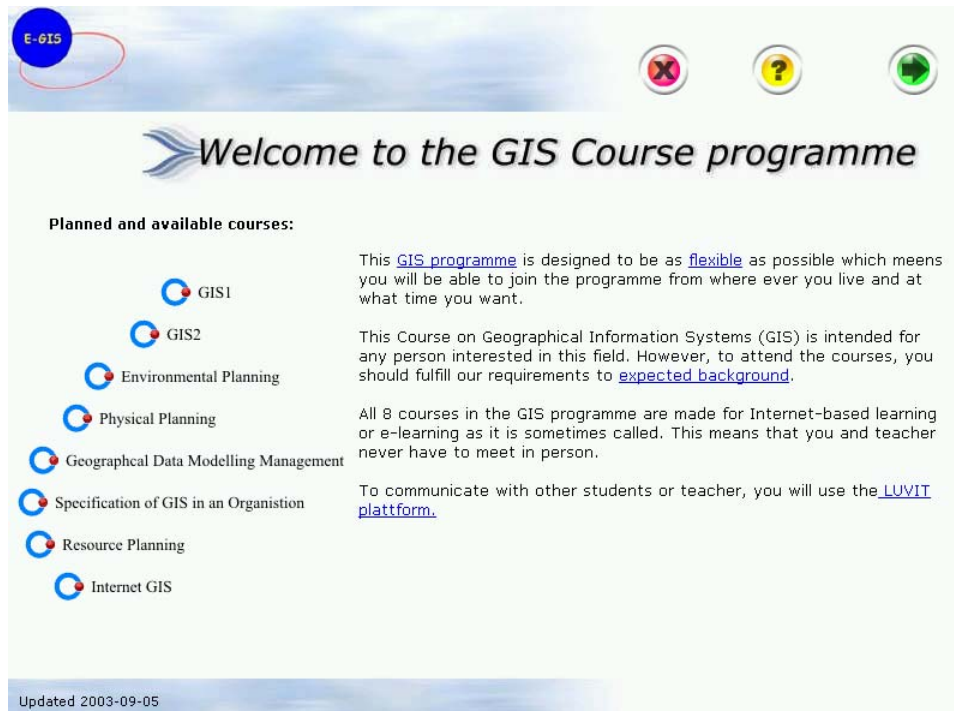 E-GIS
X
?
Welcome to the GIS Course programme
Planned and available courses:
GIS1
GIS2
Environmental Planning
Physical Planning
Geographcal Data Modelling Management
Specification of GIS in an Organistion
Resource Planning
Internet GIS
This GIS programme is designed to be as flexible as possible which meens
you will be able to join the programme from where ever you live and at
what time you want.
This Course on Geographical Information Systems (GIS) is intended for
any person interested in this field. However, to attend the courses, you
should fulfill our requirements to expected background.
All 8 courses in the GIS programme are made for Internet-based learning
or e-learning as it is sometimes called. This means that you and teacher
never have to meet in person.
To communicate with other students or teacher, you will use the LUVIT
plattform.
Updated 2003-09-05